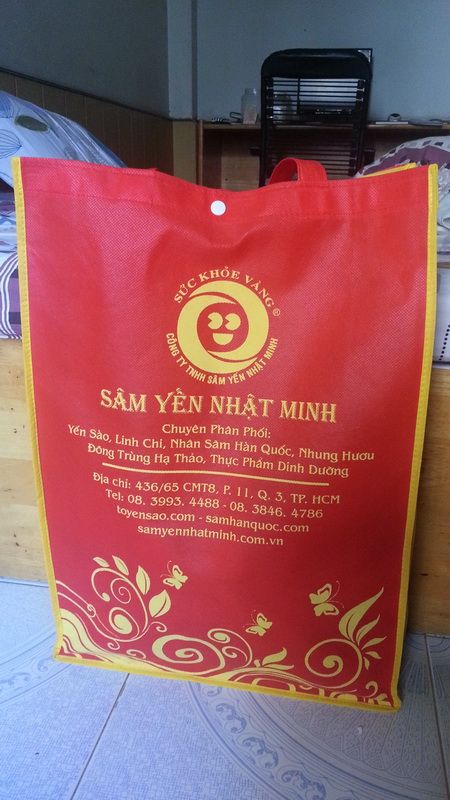 SỨC KHỎE VÀNG ®
CÔNG TY TNHH SÂM YẾN NHẬT MINH
SÂM YẾN NHẬT MINH
Chuyên Phân Phối:
Yến Sào, Linh Chi, Nhân Sâm Hàn Quốc, Nhung Hươu
Đông Trùng Hạ Thảo, Thực Phẩm Dinh Dưỡng
Địa chỉ: 436/65 CMT8, P. 11, Q. 3, TP. HCM
Tel: 08. 3993. 4488 - 08. 3846. 4786
toyensao.com - samhanquoc.com
samyennhatminh.com.vn